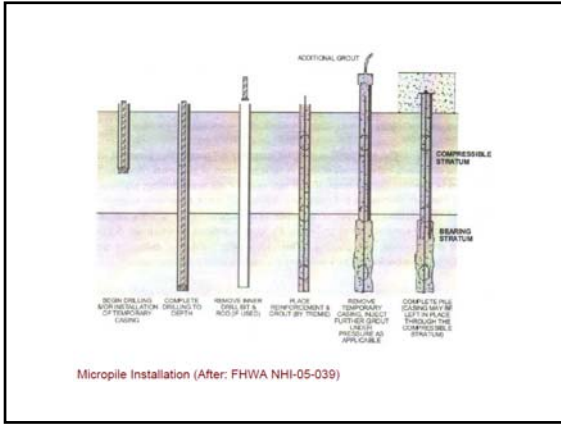 ADDITIONAL GROUT
COMPRESSIBLE
STRATUM
BEARING
STRATUM
BEGIN DRILLING
&/OR INSTALLATION
OF TEMPORARY
CASING
COMPLETE
DRILLING TO
DEPTH
REMOVE INNER
DRILL BIT &
ROD (IF USED)
PLACE
REINFORCEMENT &
GROUT (BY TREMIE)
REMOVE
TEMPORARY
CASING, INJECT
FURTHER GROUT
UNDER
PRESSURE AS
APPLICABLE
COMPLETE PILE
(CASING MAY BE
LEFT IN PLACE
THROUGH THE
COMPRESSIBLE
STRATUM)
Micropile Installation (After: FHWA NHI-05-039)